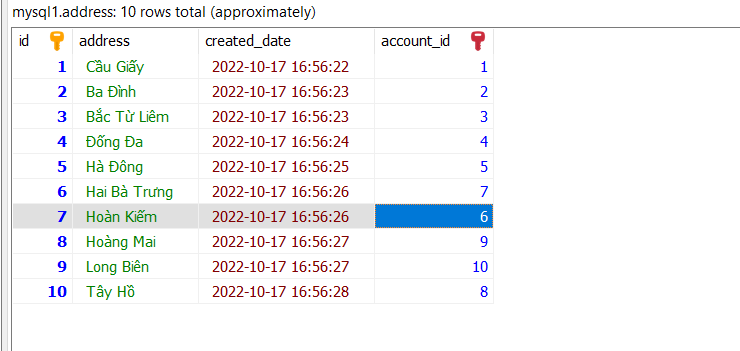 mysql1.address: 10 rows total (approximately)
id address created_date account_id
1 Cầu Giấy 2022-10-17 16:56:22 1
2 Ba Đình 2022-10-17 16:56:23 2
3 Bắc Từ Liêm 2022-10-17 16:56:23 3
4 Đống Đa 2022-10-17 16:56:24 4
5 Hà Đông 2022-10-17 16:56:25 5
6 Hai Bà Trưng 2022-10-17 16:56:26 7
7 Hoàn Kiếm 2022-10-17 16:56:26 6
8 Hoàng Mai 2022-10-17 16:56:27 9
9 Long Biên 2022-10-17 16:56:27 10
10 Tây Hồ 2022-10-17 16:56:28 8